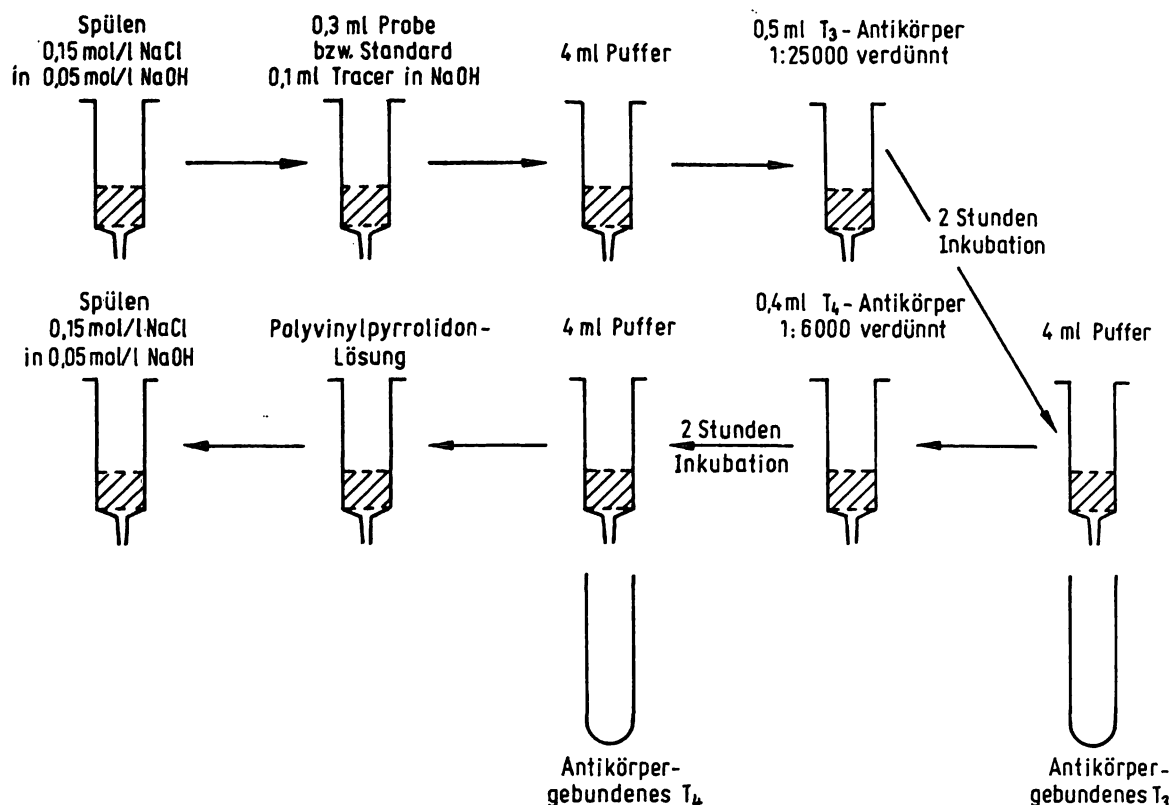 Spülen
0,15 mol/l NaCl
in 0,05 mol/l NaOH
0,3 ml Probe
bzw. Standard
0,1 ml Tracer in NaOH
4 ml Puffer
0,5 ml T₃-Antikörper
1:25000 verdünnt
2 Stunden
Inkubation
4 ml Puffer
0,4 ml T₄-Antikörper
1:6000 verdünnt
2 Stunden
Inkubation
4 ml Puffer
Polyvinylpyrrolidon-
Lösung
Spülen
0,15 mol/l NaCl
in 0,05 mol/l NaOH
Antikörper-
gebundenes T₄
Antikörper-
gebundenes T₃